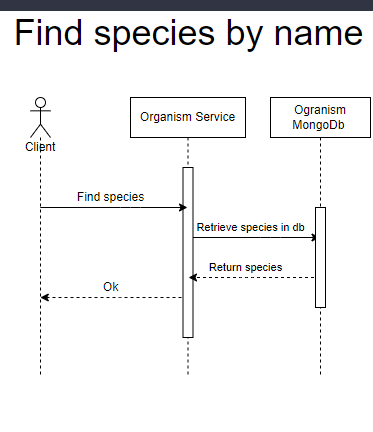 Find species by name
Organism Service
Ogranism
MongoDb
Client
Find species
Retrieve species in db
Return species
Ok